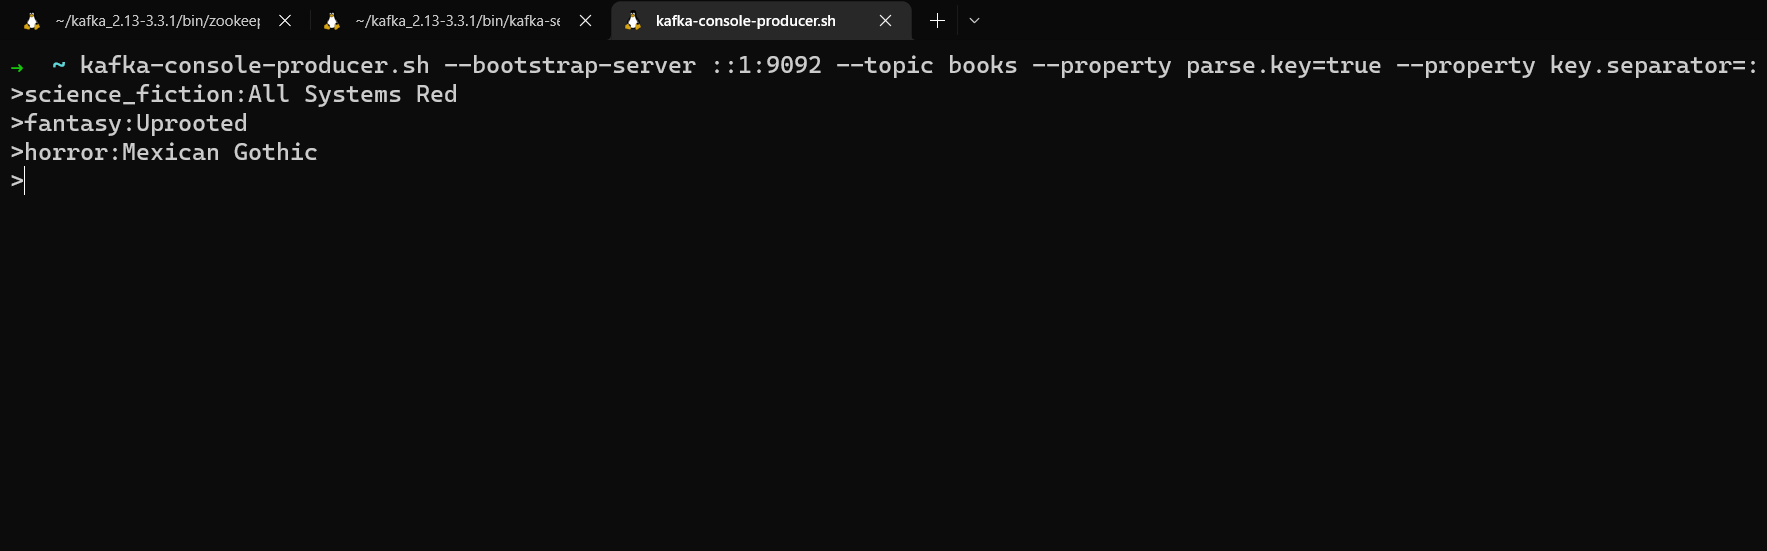 ~/kafka_2.13-3.3.1/bin/zookeep
~/kafka_2.13-3.3.1/bin/kafka-se
kafka-console-producer.sh
→ ~ kafka-console-producer.sh --bootstrap-server ::1:9092 --topic books --property parse.key=true --property key.separator=:
>science_fiction:All Systems Red
>fantasy:Uprooted
>horror:Mexican Gothic
>